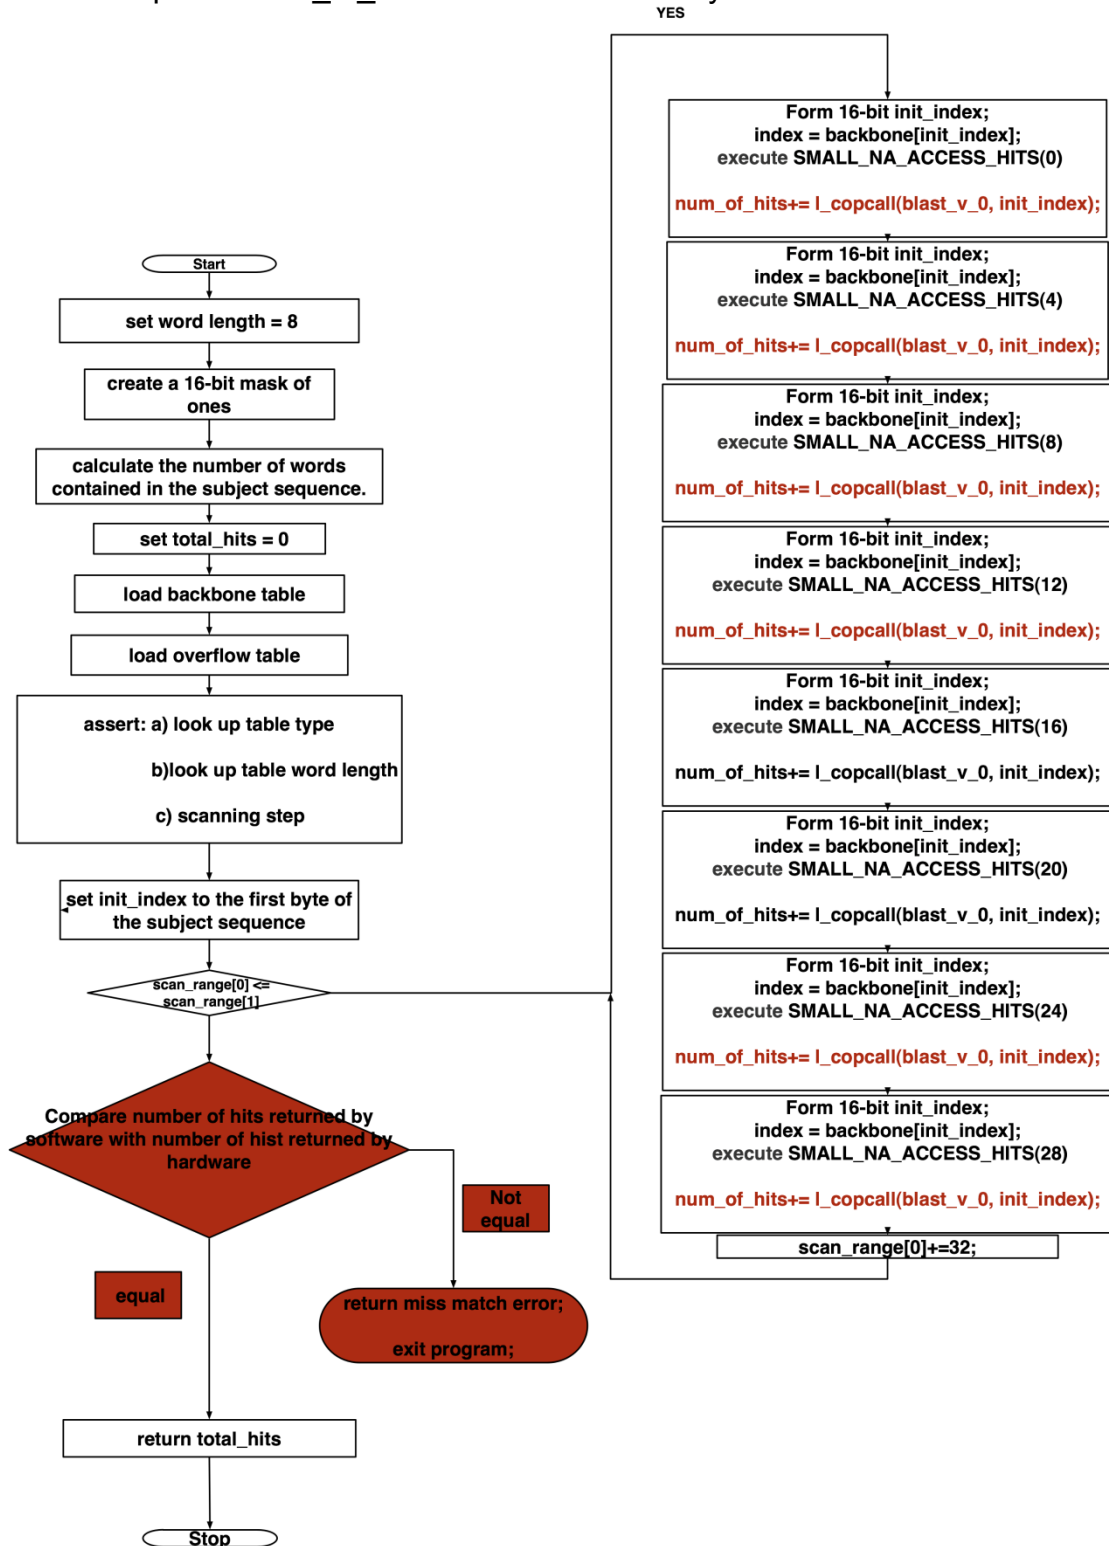 YES
Start
set word length = 8
create a 16-bit mask of
ones
calculate the number of words
contained in the subject sequence.
set total_hits = 0
load backbone table
load overflow table
assert: a) look up table type
b)look up table word length
c) scanning step
set init_index to the first byte of
the subject sequence
scan_range[0] <=
scan_range[1]
Compare number of hits returned by
software with number of hist returned by
hardware
Not
equal
equal
return miss match error;
exit program;
return total_hits
Stop
Form 16-bit init_index;
index = backbone[init_index];
execute SMALL_NA_ACCESS_HITS(0)
num_of_hits+= l_copcall(blast_v_0, init_index);
Form 16-bit init_index;
index = backbone[init_index];
execute SMALL_NA_ACCESS_HITS(4)
num_of_hits+= l_copcall(blast_v_0, init_index);
Form 16-bit init_index;
index = backbone[init_index];
execute SMALL_NA_ACCESS_HITS(8)
num_of_hits+= l_copcall(blast_v_0, init_index);
Form 16-bit init_index;
index = backbone[init_index];
execute SMALL_NA_ACCESS_HITS(12)
num_of_hits+= l_copcall(blast_v_0, init_index);
Form 16-bit init_index;
index = backbone[init_index];
execute SMALL_NA_ACCESS_HITS(16)
num_of_hits+= l_copcall(blast_v_0, init_index);
Form 16-bit init_index;
index = backbone[init_index];
execute SMALL_NA_ACCESS_HITS(20)
num_of_hits+= l_copcall(blast_v_0, init_index);
Form 16-bit init_index;
index = backbone[init_index];
execute SMALL_NA_ACCESS_HITS(24)
num_of_hits+= l_copcall(blast_v_0, init_index);
Form 16-bit init_index;
index = backbone[init_index];
execute SMALL_NA_ACCESS_HITS(28)
num_of_hits+= l_copcall(blast_v_0, init_index);
scan_range[0]+=32;